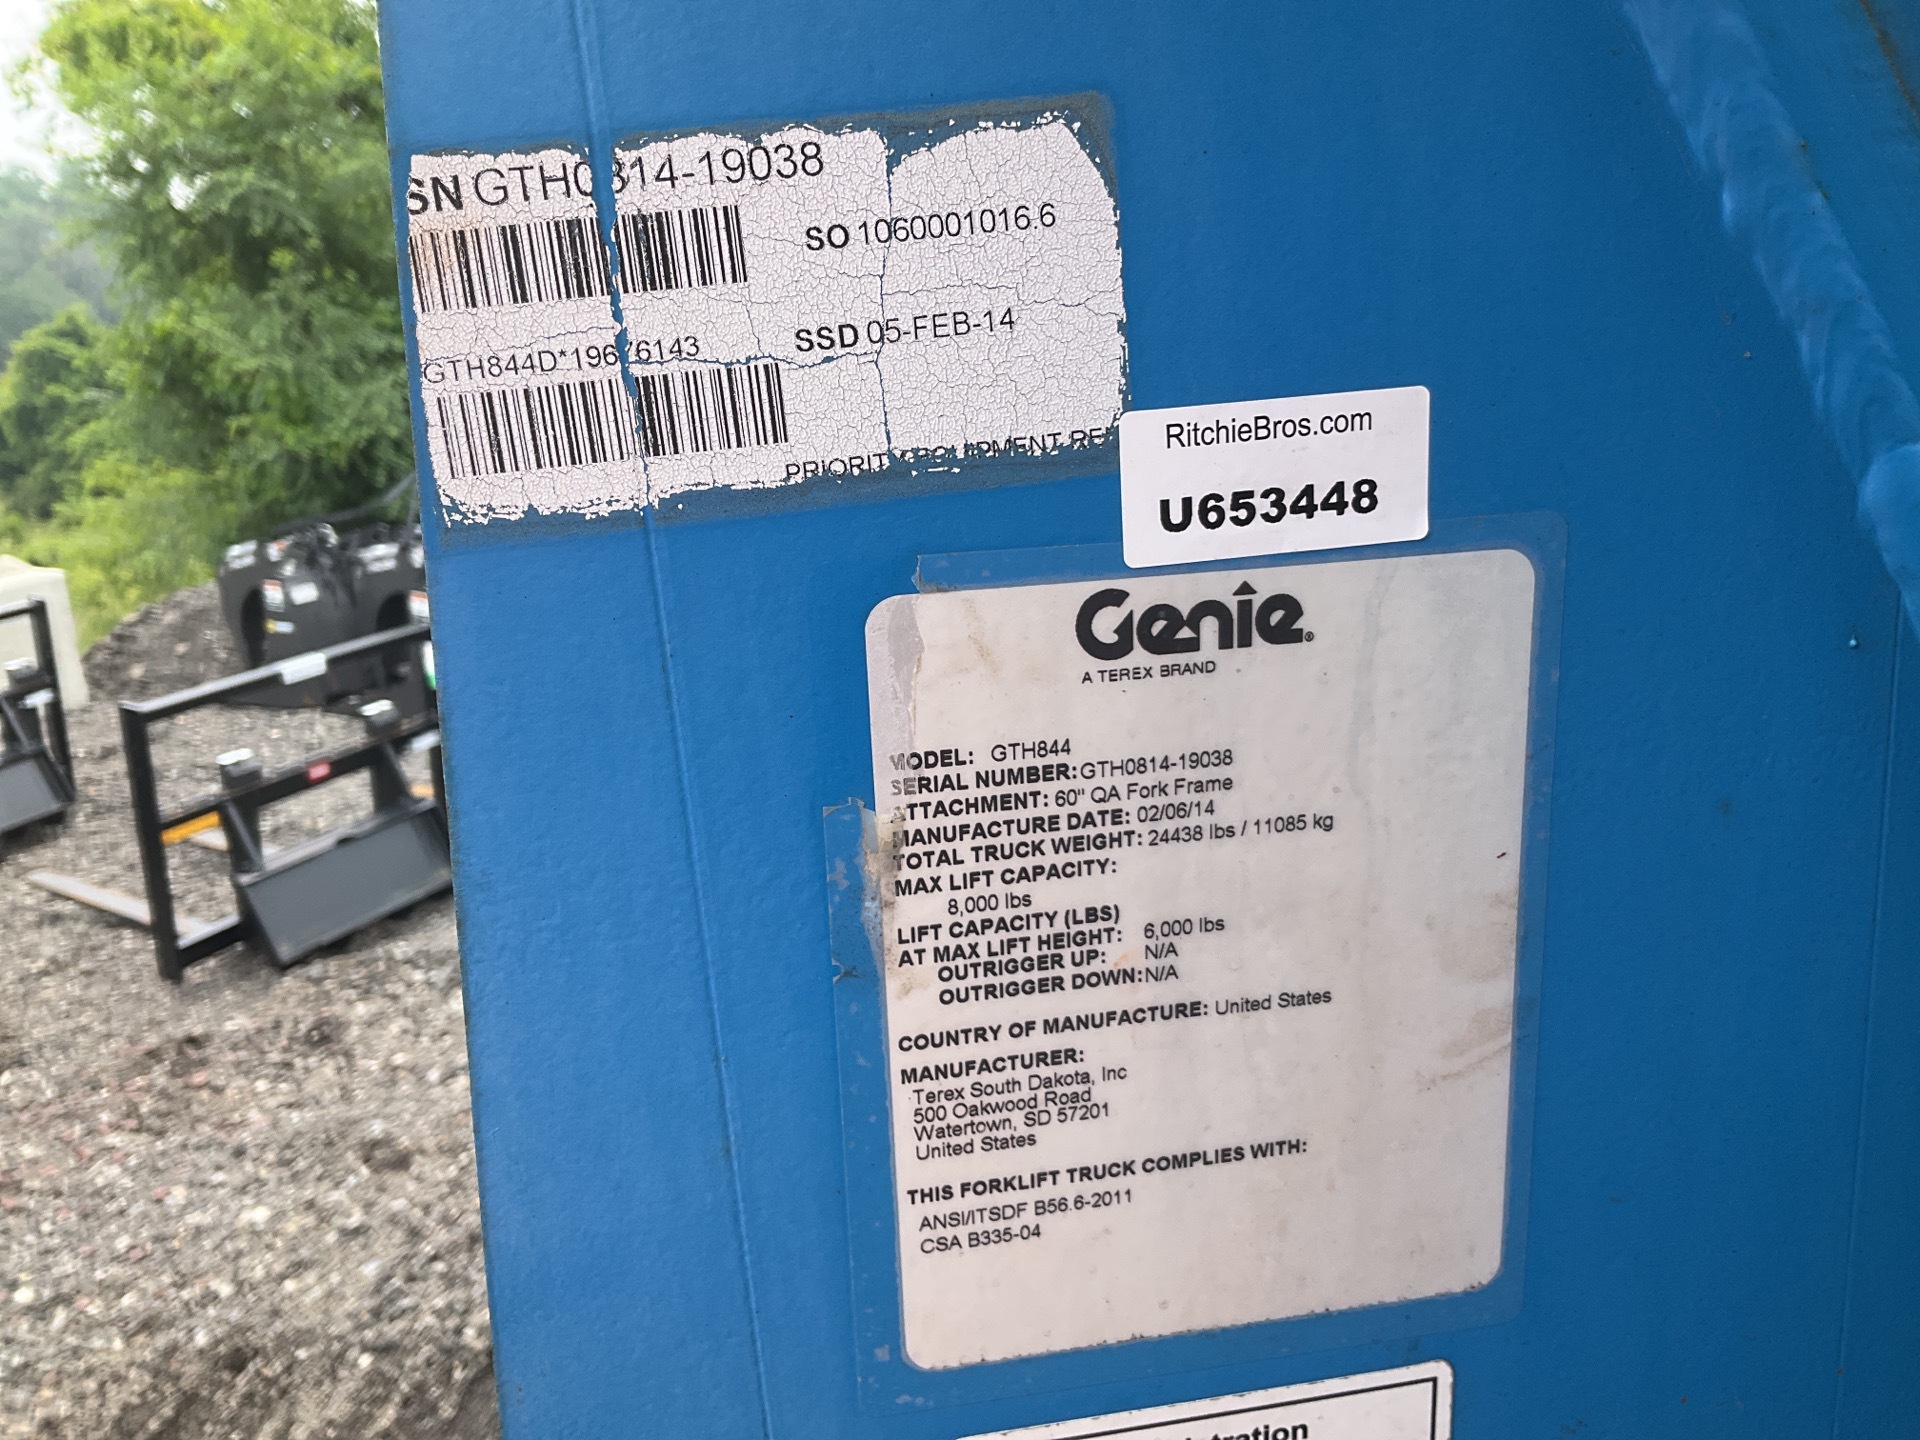 SN GTH0814-19038
SO 1060001016.6
GTH844D*19676143
SSD 05-FEB-14
PRIORITY EQUIPMENT
RitchieBros.com
U653448
Genie®
A TEREX BRAND
MODEL: GTH844
SERIAL NUMBER: GTH0814-19038
ATTACHMENT: 60" QA Fork Frame
MANUFACTURE DATE: 02/06/14
TOTAL TRUCK WEIGHT: 24438 lbs / 11085 kg
MAX LIFT CAPACITY:
8,000 lbs
LIFT CAPACITY (LBS)
AT MAX LIFT HEIGHT: 6,000 lbs
OUTRIGGER UP: N/A
OUTRIGGER DOWN: N/A
COUNTRY OF MANUFACTURE: United States
MANUFACTURER:
Terex South Dakota, Inc
500 Oakwood Road
Watertown, SD 57201
United States
THIS FORKLIFT TRUCK COMPLIES WITH:
ANSI/ITSDF B56.6-2011
CSA B335-04